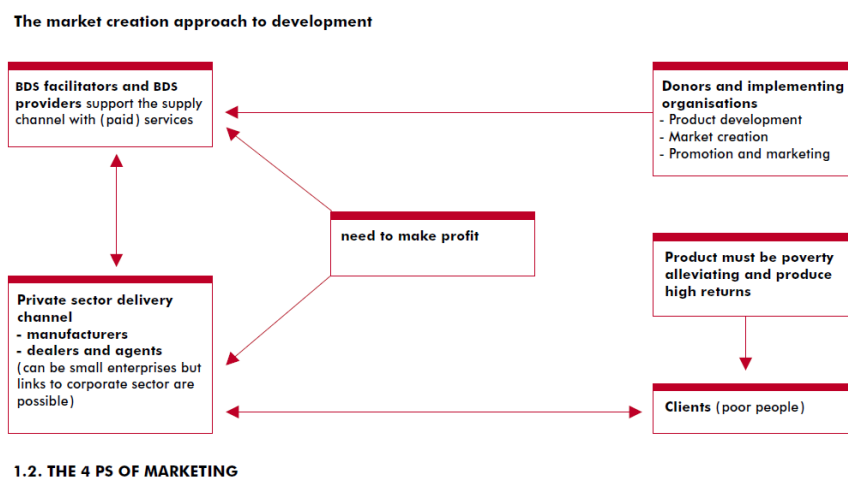 The market creation approach to development
BDS facilitators and BDS
providers support the supply
channel with (paid) services
Donors and implementing
organisations
- Product development
- Market creation
- Promotion and marketing
need to make profit
Product must be poverty
alleviating and produce
high returns
Private sector delivery
channel
- manufacturers
- dealers and agents
(can be small enterprises but
links to corporate sector are
possible)
Clients (poor people)
1.2. THE 4 PS OF MARKETING